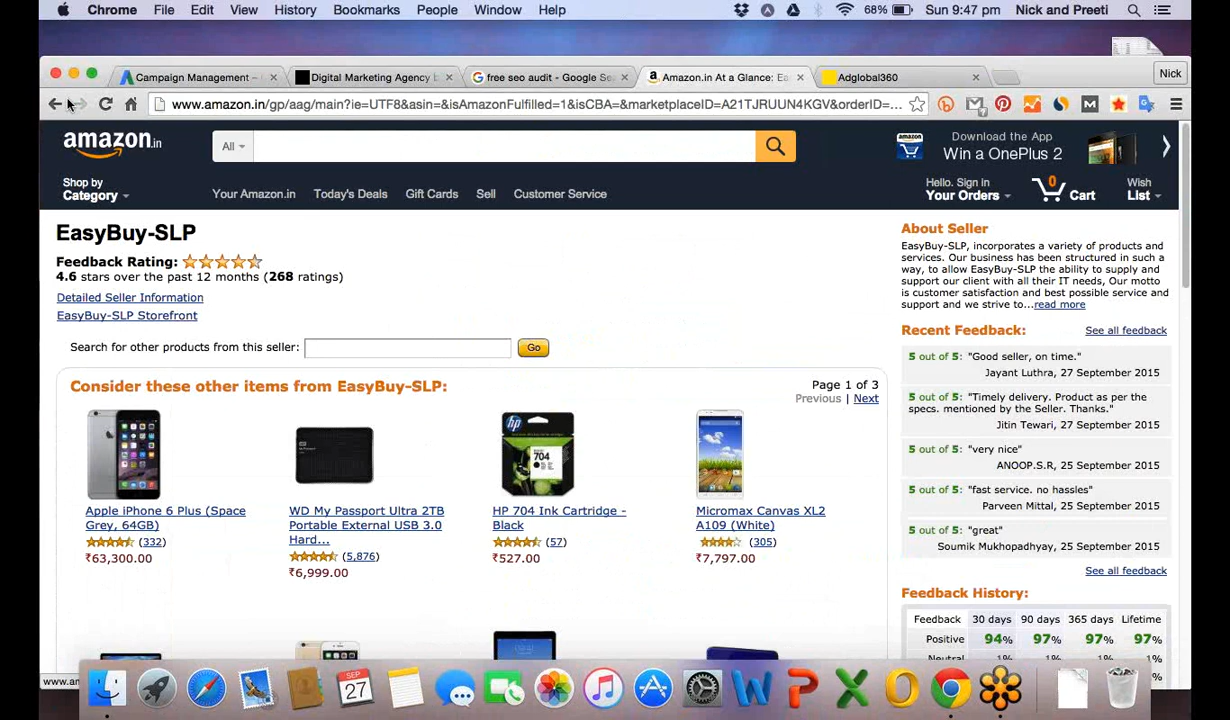 Chrome File Edit View History Bookmarks People Window Help 68% Sun 9:47 pm Nick and Preeti
Campaign Management – Digital Marketing Agency free seo audit - Google Se Amazon.in At a Glance: Ea Adglobal360 Nick
www.amazon.in/gp/aag/main?ie=UTF8&asin=&isAmazonFulfilled=1&isCBA=&marketplaceID=A21TJRUUN4KGV&orderID=...
amazon.in All amazon Download the App
Win a OnePlus 2
Shop by
Category Your Amazon.in Today's Deals Gift Cards Sell Customer Service Hello. Sign in
Your Orders 0 Cart Wish
List
EasyBuy-SLP
Feedback Rating:
4.6 stars over the past 12 months (268 ratings)
Detailed Seller Information
EasyBuy-SLP Storefront
Search for other products from this seller: Go
Consider these other items from EasyBuy-SLP: Page 1 of 3
Previous | Next
hp
704
Apple iPhone 6 Plus (Space
Grey, 64GB)
(332)
₹63,300.00
WD My Passport Ultra 2TB
Portable External USB 3.0
Hard...
(5,876)
₹6,999.00
HP 704 Ink Cartridge -
Black
(57)
₹527.00
Micromax Canvas XL2
A109 (White)
(305)
₹7,797.00
About Seller
EasyBuy-SLP, incorporates a variety of products and
services. Our business has been structured in such a
way, to allow EasyBuy-SLP the ability to supply and
support our client with all their IT needs, Our motto
is customer satisfaction and best possible service and
support and we strive to...read more
Recent Feedback: See all feedback
5 out of 5: "Good seller, on time."
Jayant Luthra, 27 September 2015
5 out of 5: "Timely delivery. Product as per the
specs. mentioned by the Seller. Thanks."
Jitin Tewari, 27 September 2015
5 out of 5: "very nice"
ANOOP.S.R, 25 September 2015
5 out of 5: "fast service. no hassles"
Parveen Mittal, 25 September 2015
5 out of 5: "great"
Soumik Mukhopadhyay, 25 September 2015
See all feedback
Feedback History:
Feedback 30 days 90 days 365 days Lifetime
Positive 94% 97% 97% 97%
Neutral 1% 1% 1% 1%
www.am
SEP
27